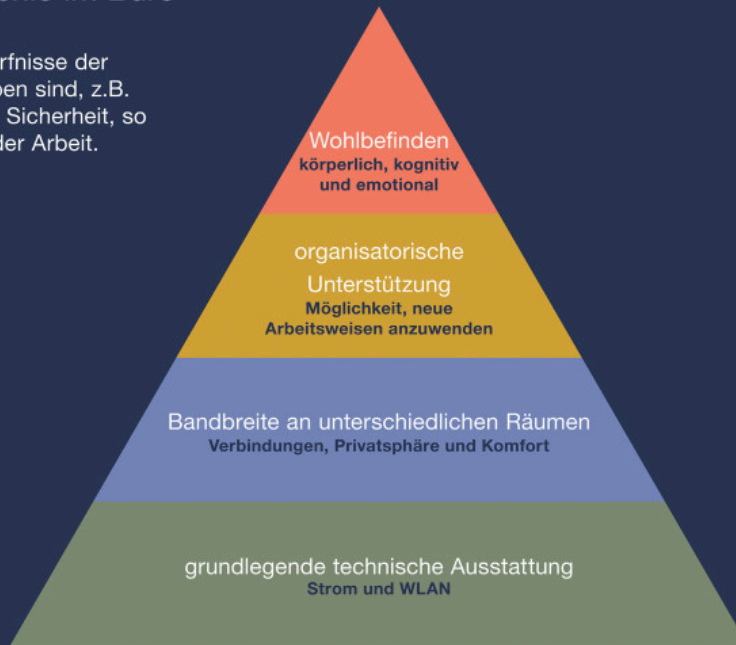 rfnisse der
ben sind, z.B.
Sicherheit, so
der Arbeit.
Wohlbefinden
körperlich, kognitiv
und emotional
organisatorische
Unterstützung
Möglichkeit, neue
Arbeitsweisen anzuwenden
Bandbreite an unterschiedlichen Räumen
Verbindungen, Privatsphäre und Komfort
grundlegende technische Ausstattung
Strom und WLAN